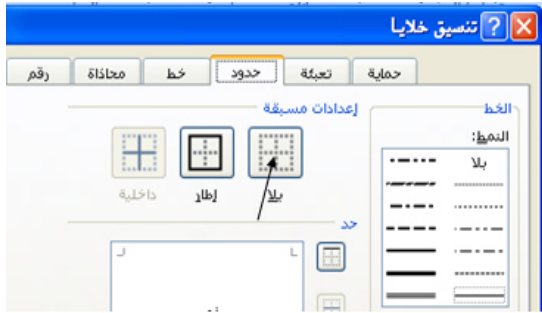 تنسيق خلايا
رقم محاذاة خط حدود تعبئة حماية
الخط
النمط:
بلا
إعدادات مسبقة
بلا إطار داخلية
حد